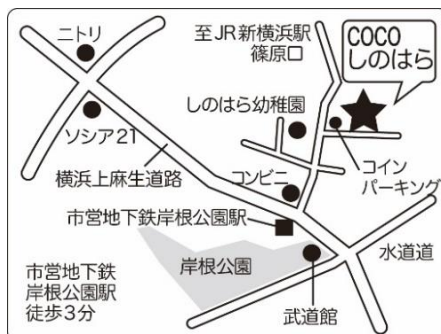 ニトリ
至JR新横浜駅
篠原口
COCO
しのはら
しのはら幼稚園
ソシア21
横浜上麻生道路
コンビニ
コイン
パーキング
市営地下鉄岸根公園駅
水道道
岸根公園
市営地下鉄
岸根公園駅
徒歩3分
武道館